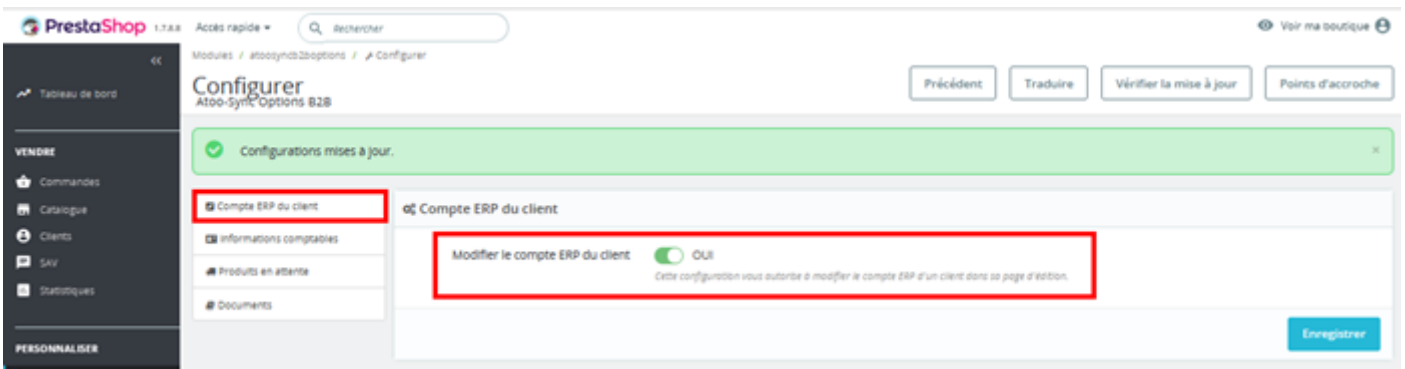 PrestaShop 1.7.8.8 Accès rapide Rechercher Voir ma boutique
Modules / atoosyncb2boptions / Configurer
Configurer
Atoo-Sync Options B2B
Précédent Traduire Vérifier la mise à jour Points d'accroche
Tableau de bord
VENDRE
Commandes
Catalogue
Clients
SAV
Statistiques
PERSONNALISER
Configurations mises à jour.
Compte ERP du client
Informations comptables
Produits en attente
Documents
Compte ERP du client
Modifier le compte ERP du client OUI
Cette configuration vous autorise à modifier le compte ERP d'un client dans sa page d'édition.
Enregistrer